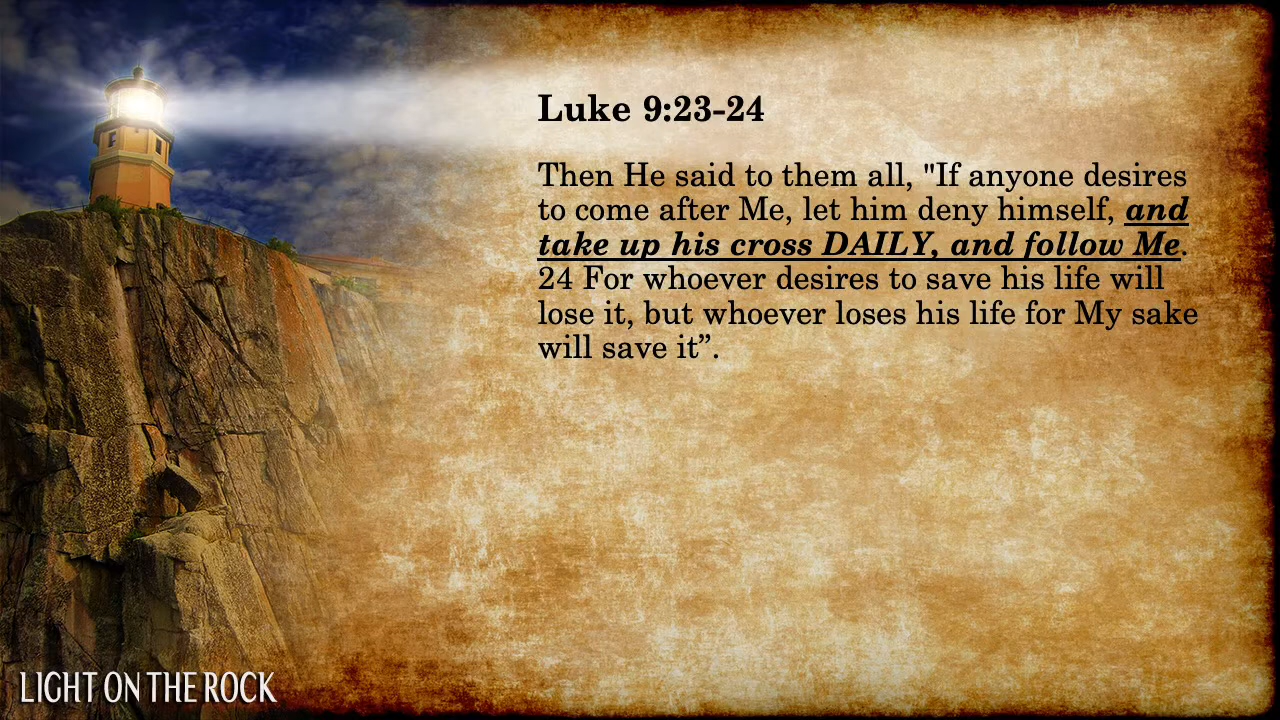 Luke 9:23-24
Then He said to them all, "If anyone desires
to come after Me, let him deny himself, and
take up his cross DAILY, and follow Me.
24 For whoever desires to save his life will
lose it, but whoever loses his life for My sake
will save it”.
LIGHT ON THE ROCK